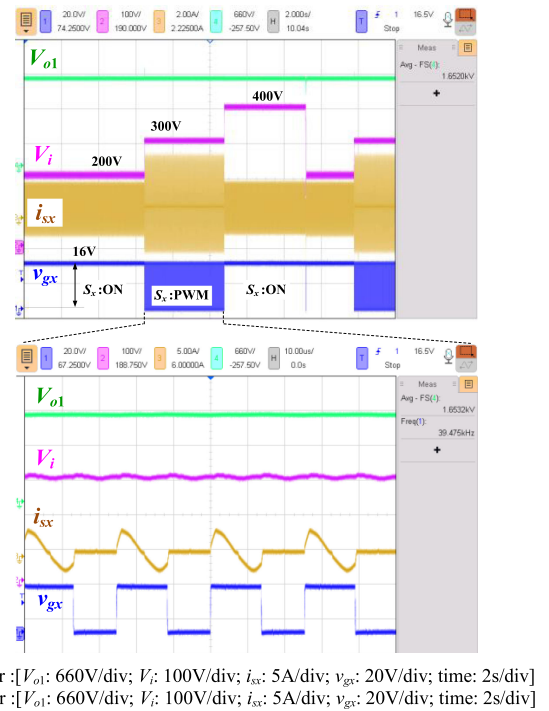 20.0V/ 100V/ 2.00A/ 660V/ 2.000s/ 1 16.5V
1 2 3 4 H T
74.2500V 190.000V 2.22500A -257.50V 10.04s Stop
Meas
Avg - FS(4):
1.6520kV
Vo1
400V
300V
Vi 200V
isx
16V
vgx
Sx:ON Sx:PWM Sx:ON
20.0V/ 100V/ 5.00A/ 660V/ 10.00us/ 1 16.5V
1 2 3 4 H T
67.2500V 188.750V 6.00000A -257.50V 0.0s Stop
Meas
Avg - FS(4):
1.6532kV
Freq(1):
39.475kHz
Vo1
Vi
isx
vgx
r :[Vo1: 660V/div; Vi: 100V/div; isx: 5A/div; vgx: 20V/div; time: 2s/div]
r :[Vo1: 660V/div; Vi: 100V/div; isx: 5A/div; vgx: 20V/div; time: 2s/div]